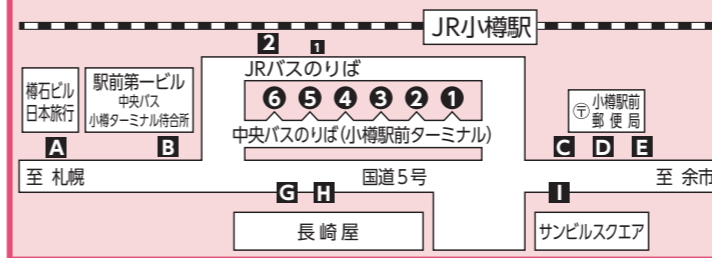 JR小樽駅
2 1
JRバスのりば
樽石ビル
日本旅行
駅前第一ビル
中央バス
小樽ターミナル待合所
6 5 4 3 2 1
中央バスのりば(小樽駅前ターミナル)
〒小樽駅前
郵便局
A B C D E
至 札幌
国道5号
至 余市
G H I
長崎屋
サンビルスクエア